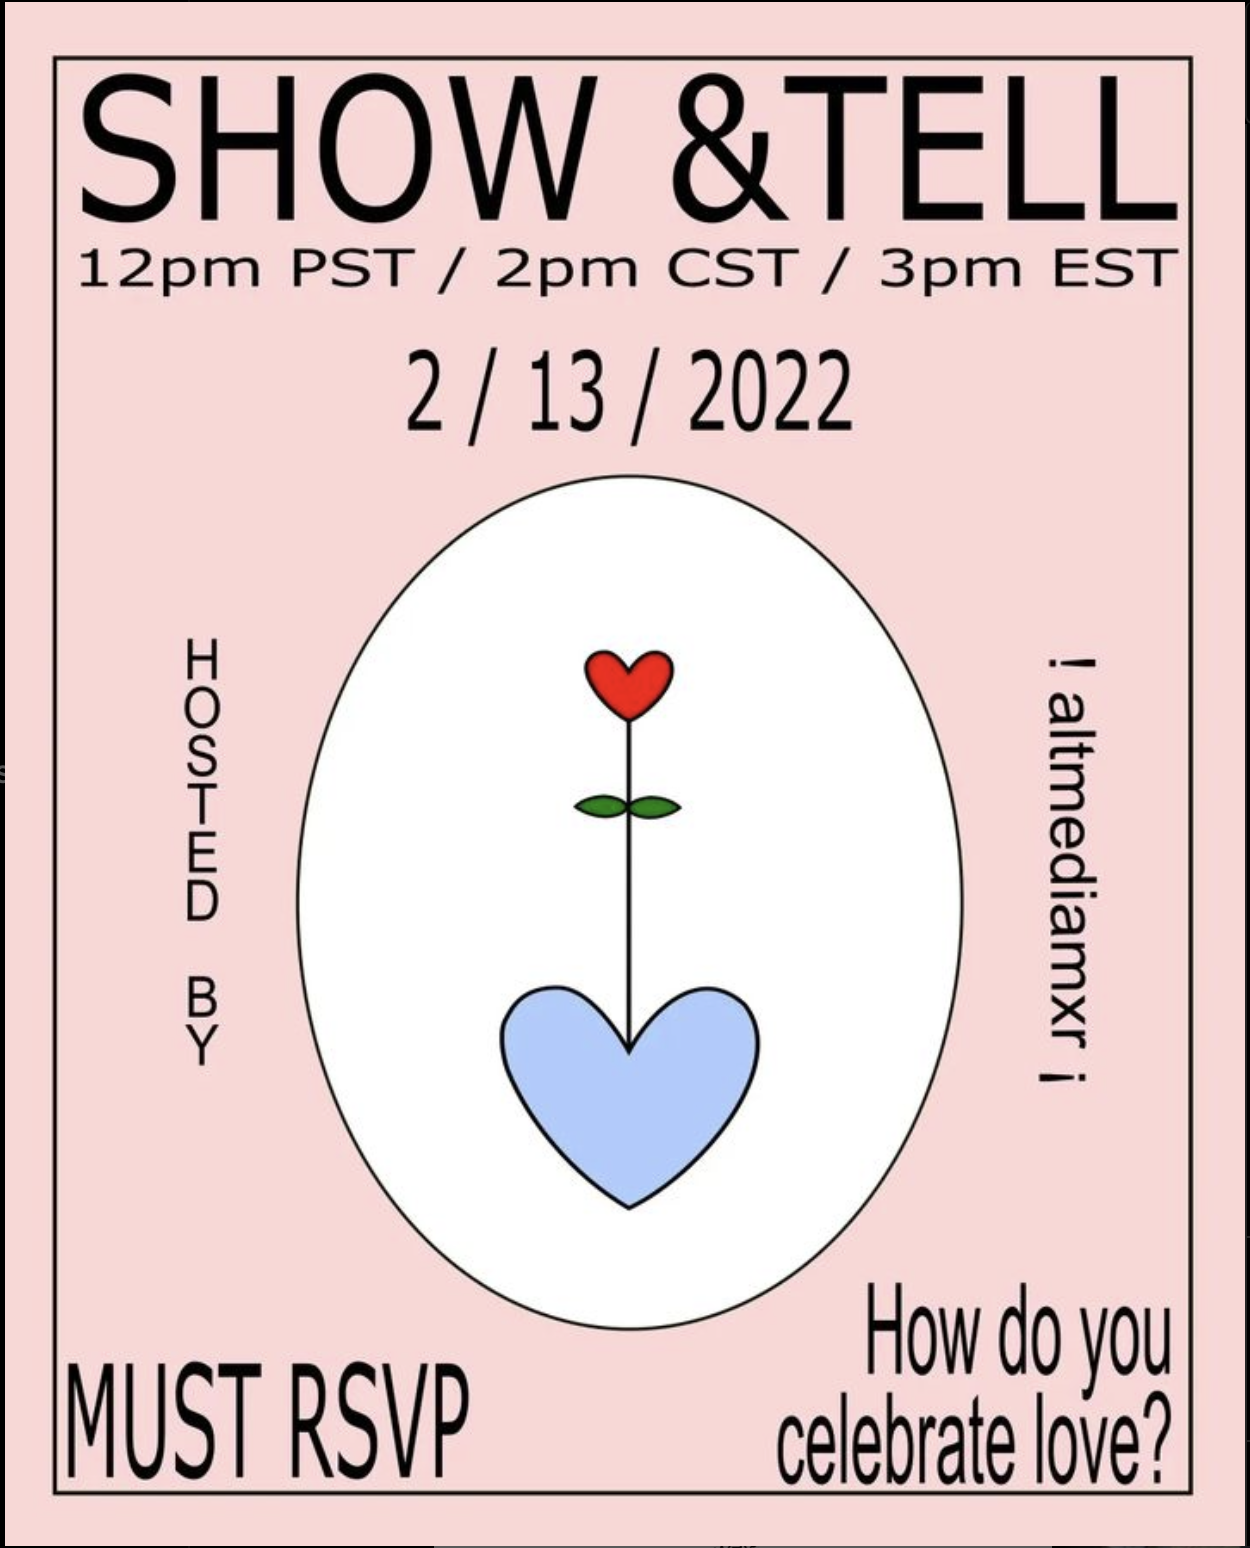 SHOW &TELL
12pm PST / 2pm CST / 3pm EST
2 / 13 / 2022
HOSTED BY
! altmediamxr ¡
MUST RSVP
How do you
celebrate love?